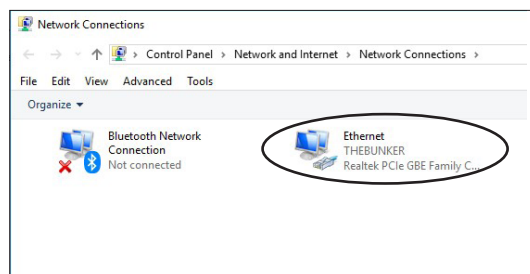 Network Connections
Control Panel > Network and Internet > Network Connections >
File Edit View Advanced Tools
Organize
Bluetooth Network
Connection
Not connected
Ethernet
THEBUNKER
Realtek PCIe GBE Family C...